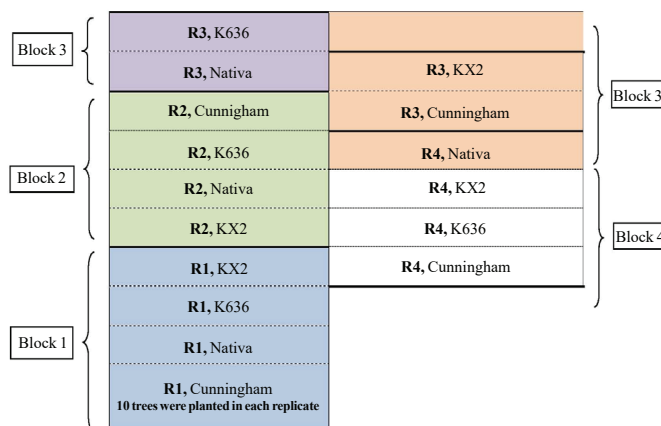 Block 3
R3, K636
R3, Nativa
Block 2
R2, Cunnigham
R2, K636
R2, Nativa
R2, KX2
Block 1
R1, KX2
R1, K636
R1, Nativa
R1, Cunningham
10 trees were planted in each replicate
R3, KX2
R3, Cunningham
R4, Nativa
Block 3
R4, KX2
R4, K636
R4, Cunningham
Block 4